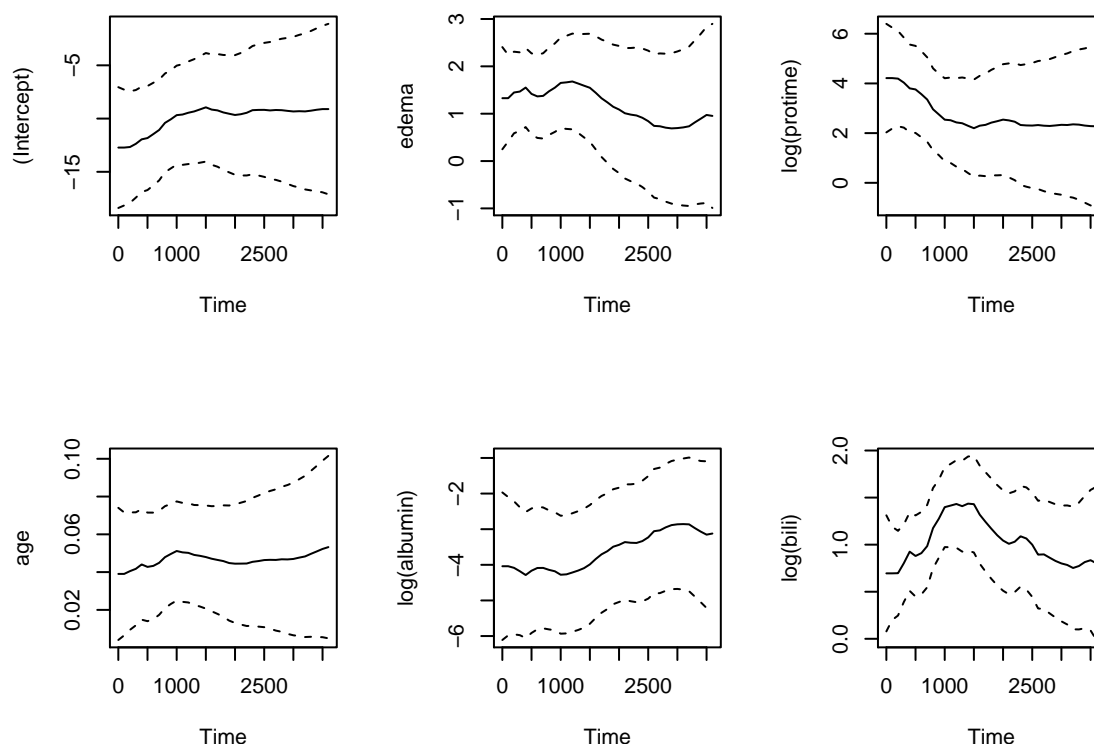 (Intercept)
-5
-15
0 1000 2500
Time
edema
3
2
1
0
-1
0 1000 2500
Time
log(protime)
6
4
2
0
0 1000 2500
Time
age
0.10
0.06
0.02
0 1000 2500
Time
log(albumin)
-2
-4
-6
0 1000 2500
Time
log(bili)
2.0
1.0
0.0
0 1000 2500
Time